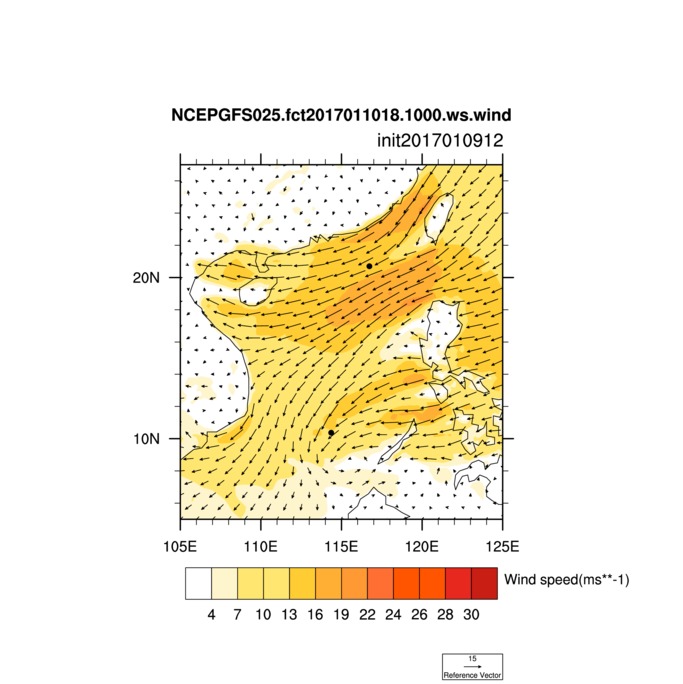 NCEPGFS025.fct2017011018.1000.ws.wind
init2017010912
20N
10N
105E 110E 115E 120E 125E
Wind speed(ms**-1)
4 7 10 13 16 19 22 24 26 28 30
15
Reference Vector